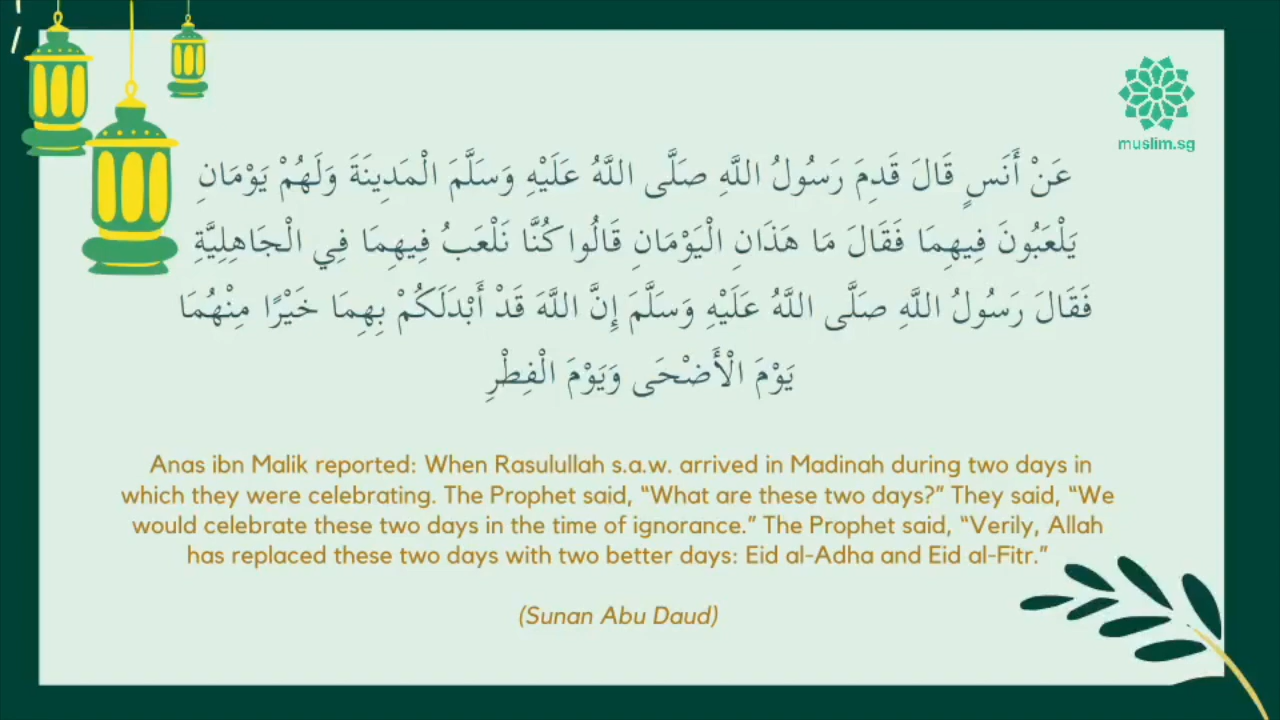 muslim.sg
عَنْ أَنَسٍ قَالَ قَدِمَ رَسُولُ اللَّهِ صَلَّى اللَّهُ عَلَيْهِ وَسَلَّمَ الْمَدِينَةَ وَلَهُمْ يَوْمَانِ
يَلْعَبُونَ فِيهِمَا فَقَالَ مَا هَذَانِ الْيَوْمَانِ قَالُوا كُنَّا نَلْعَبُ فِيهِمَا فِي الْجَاهِلِيَّةِ
فَقَالَ رَسُولُ اللَّهِ صَلَّى اللَّهُ عَلَيْهِ وَسَلَّمَ إِنَّ اللَّهَ قَدْ أَبْدَلَكُمْ بِهِمَا خَيْرًا مِنْهُمَا
يَوْمَ الْأَضْحَى وَيَوْمَ الْفِطْرِ
Anas ibn Malik reported: When Rasulullah s.a.w. arrived in Madinah during two days in
which they were celebrating. The Prophet said, “What are these two days?” They said, “We
would celebrate these two days in the time of ignorance.” The Prophet said, “Verily, Allah
has replaced these two days with two better days: Eid al-Adha and Eid al-Fitr.”
(Sunan Abu Daud)